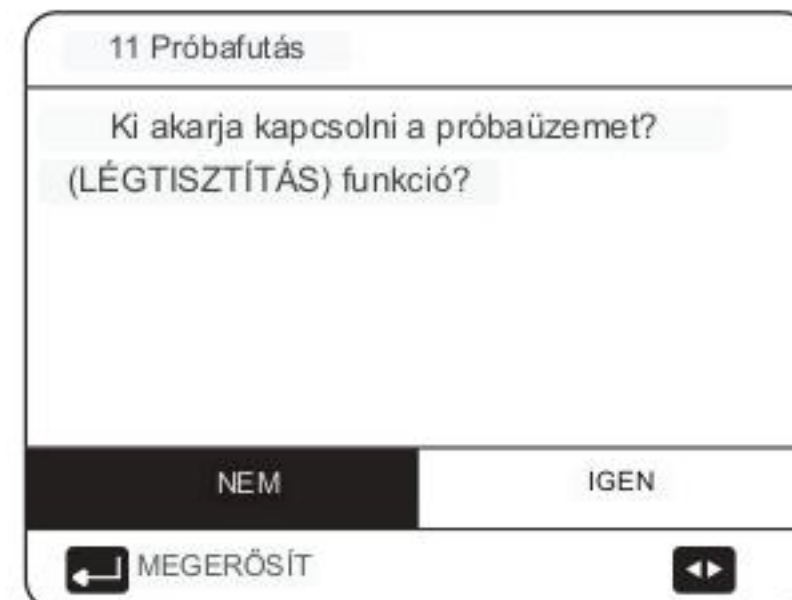 11 Próbafutás
Ki akarja kapcsolni a próbaüzemet?
(LÉGTISZTÍTÁS) funkció?
NEM
IGEN
MEGERŐSÍT